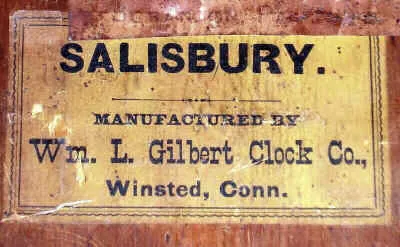 SALISBURY.
MANUFACTURED BY
Wm. L. Gilbert Clock Co.,
Winsted, Conn.